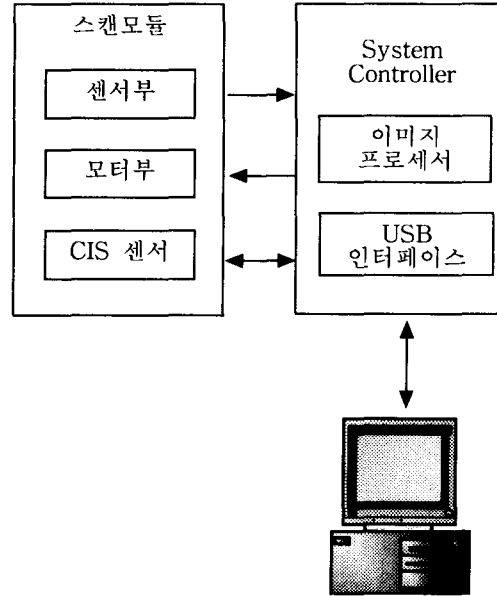 스캔모듈
센서부
모터부
CIS 센서
System
Controller
이미지
프로세서
USB
인터페이스